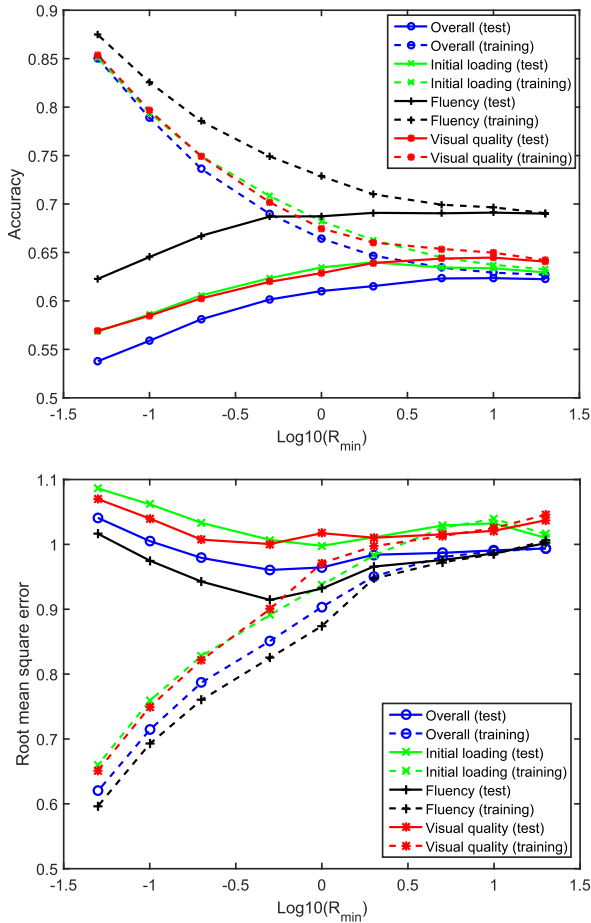 0.9
0.85
0.8
0.75
0.7
0.65
0.6
0.55
0.5
Accuracy
Overall (test)
Overall (training)
Initial loading (test)
Initial loading (training)
Fluency (test)
Fluency (training)
Visual quality (test)
Visual quality (training)
-1.5 -1 -0.5 0 0.5 1 1.5
Log10(Rmin)
1.1
1
0.9
0.8
0.7
0.6
0.5
Root mean square error
Overall (test)
Overall (training)
Initial loading (test)
Initial loading (training)
Fluency (test)
Fluency (training)
Visual quality (test)
Visual quality (training)
-1.5 -1 -0.5 0 0.5 1 1.5
Log10(Rmin)